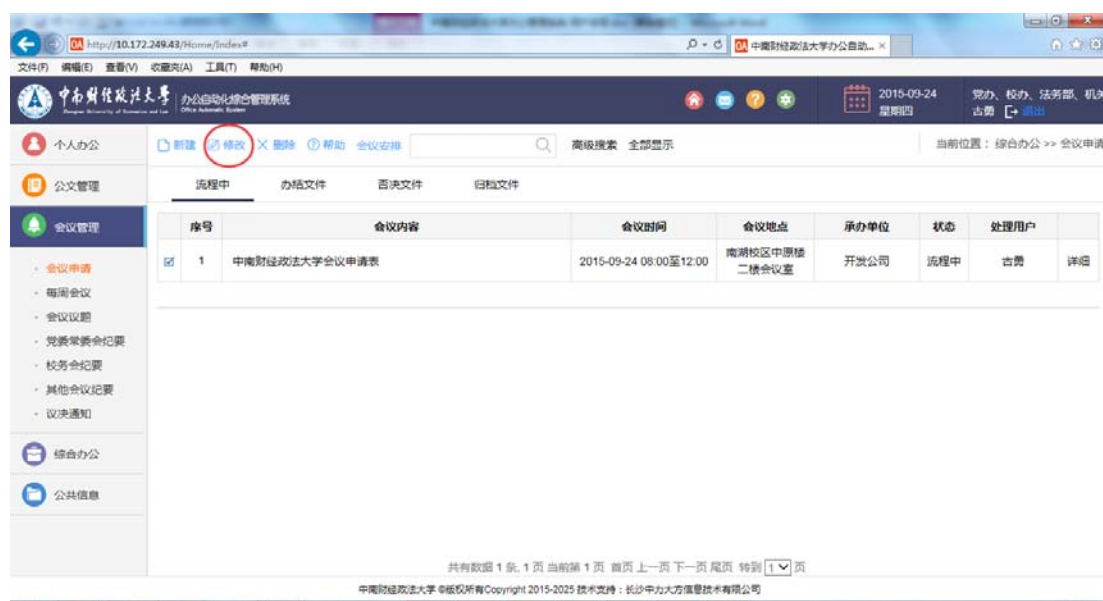 http://10.172.249.43/Home/Index#
中南财经政法大学办公自动...
文件(F) 编辑(E) 查看(V) 收藏夹(A) 工具(T) 帮助(H)
中南财经政法大学 办公自动化综合管理系统
Office Automatic System
2015-09-24
星期四
党办、校办、法务部、机关
古勇 退出
个人办公
公文管理
会议管理
会议申请
每周会议
会议议题
党委常委会纪要
校务会纪要
其他会议纪要
议决通知
综合办公
公共信息
新建 修改 删除 帮助 会议安排 高级搜索 全部显示 当前位置：综合办公 >> 会议申请
流程中 办结文件 否决文件 归档文件
序号 会议内容 会议时间 会议地点 承办单位 状态 处理用户
1 中南财经政法大学会议申请表 2015-09-24 08:00至12:00 南湖校区中原楼二楼会议室 开发公司 流程中 古勇 详细
共有数据 1 条, 1 页 当前第 1 页 首页 上一页 下一页 尾页 转到 1 页
中南财经政法大学 ©版权所有Copyright 2015-2025 技术支持：长沙中力大方信息技术有限公司